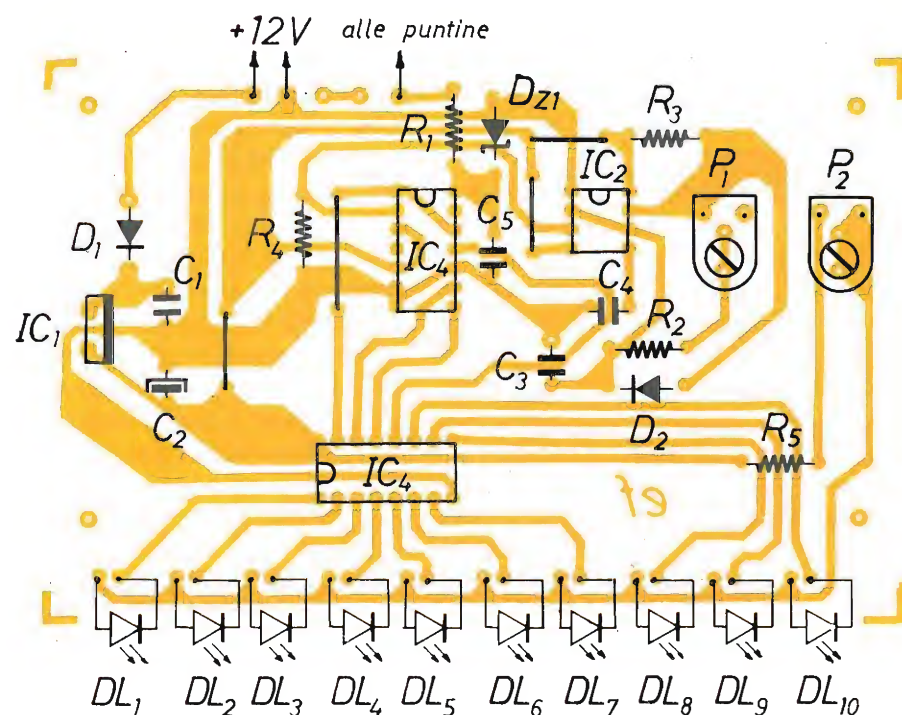 +12V alle puntine
DZ1
R3
R1
IC2
P1
P2
D1
R4
C5
IC4
C1
C4
IC1
R2
C3
C2
D2
R5
IC4
ef
DL1 DL2 DL3 DL4 DL5 DL6 DL7 DL8 DL9 DL10